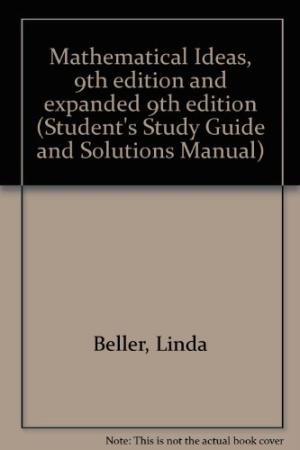 Mathematical Ideas,
9th edition and
expanded 9th edition
(Student's Study Guide
and Solutions Manual)
Beller, Linda
Note: This is not the actual book cover